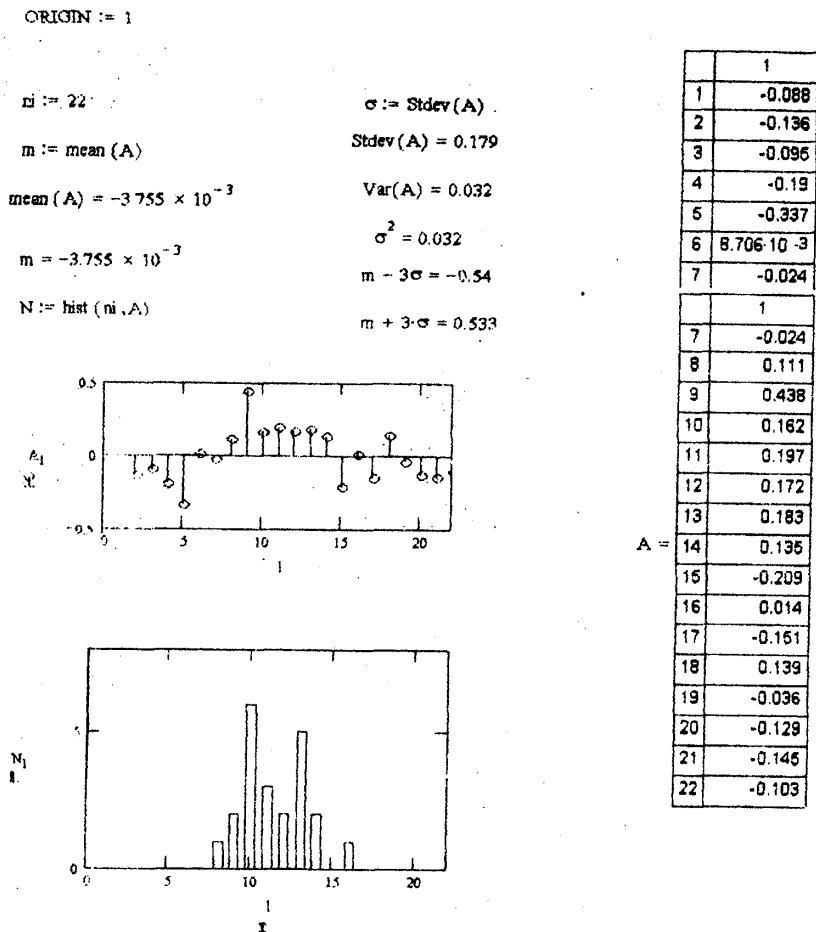 ORIGIN := 1
ni := 22
m := mean (A)
mean (A) = -3 755 × 10^-3
m = -3.755 × 10^-3
N := hist (ni ,A)
σ := Stdev (A)
Stdev (A) = 0.179
Var(A) = 0.032
σ^2 = 0.032
m - 3σ = -0.54
m + 3·σ = 0.533
0.5
0
-0.5
A1
5
10
15
20
1
N1
5
0
0
5
10
15
20
1
A =
1
1 -0.088
2 -0.136
3 -0.095
4 -0.19
5 -0.337
6 8.706·10 -3
7 -0.024
1
7 -0.024
8 0.111
9 0.438
10 0.162
11 0.197
12 0.172
13 0.183
14 0.135
15 -0.209
16 0.014
17 -0.151
18 0.139
19 -0.036
20 -0.129
21 -0.145
22 -0.103